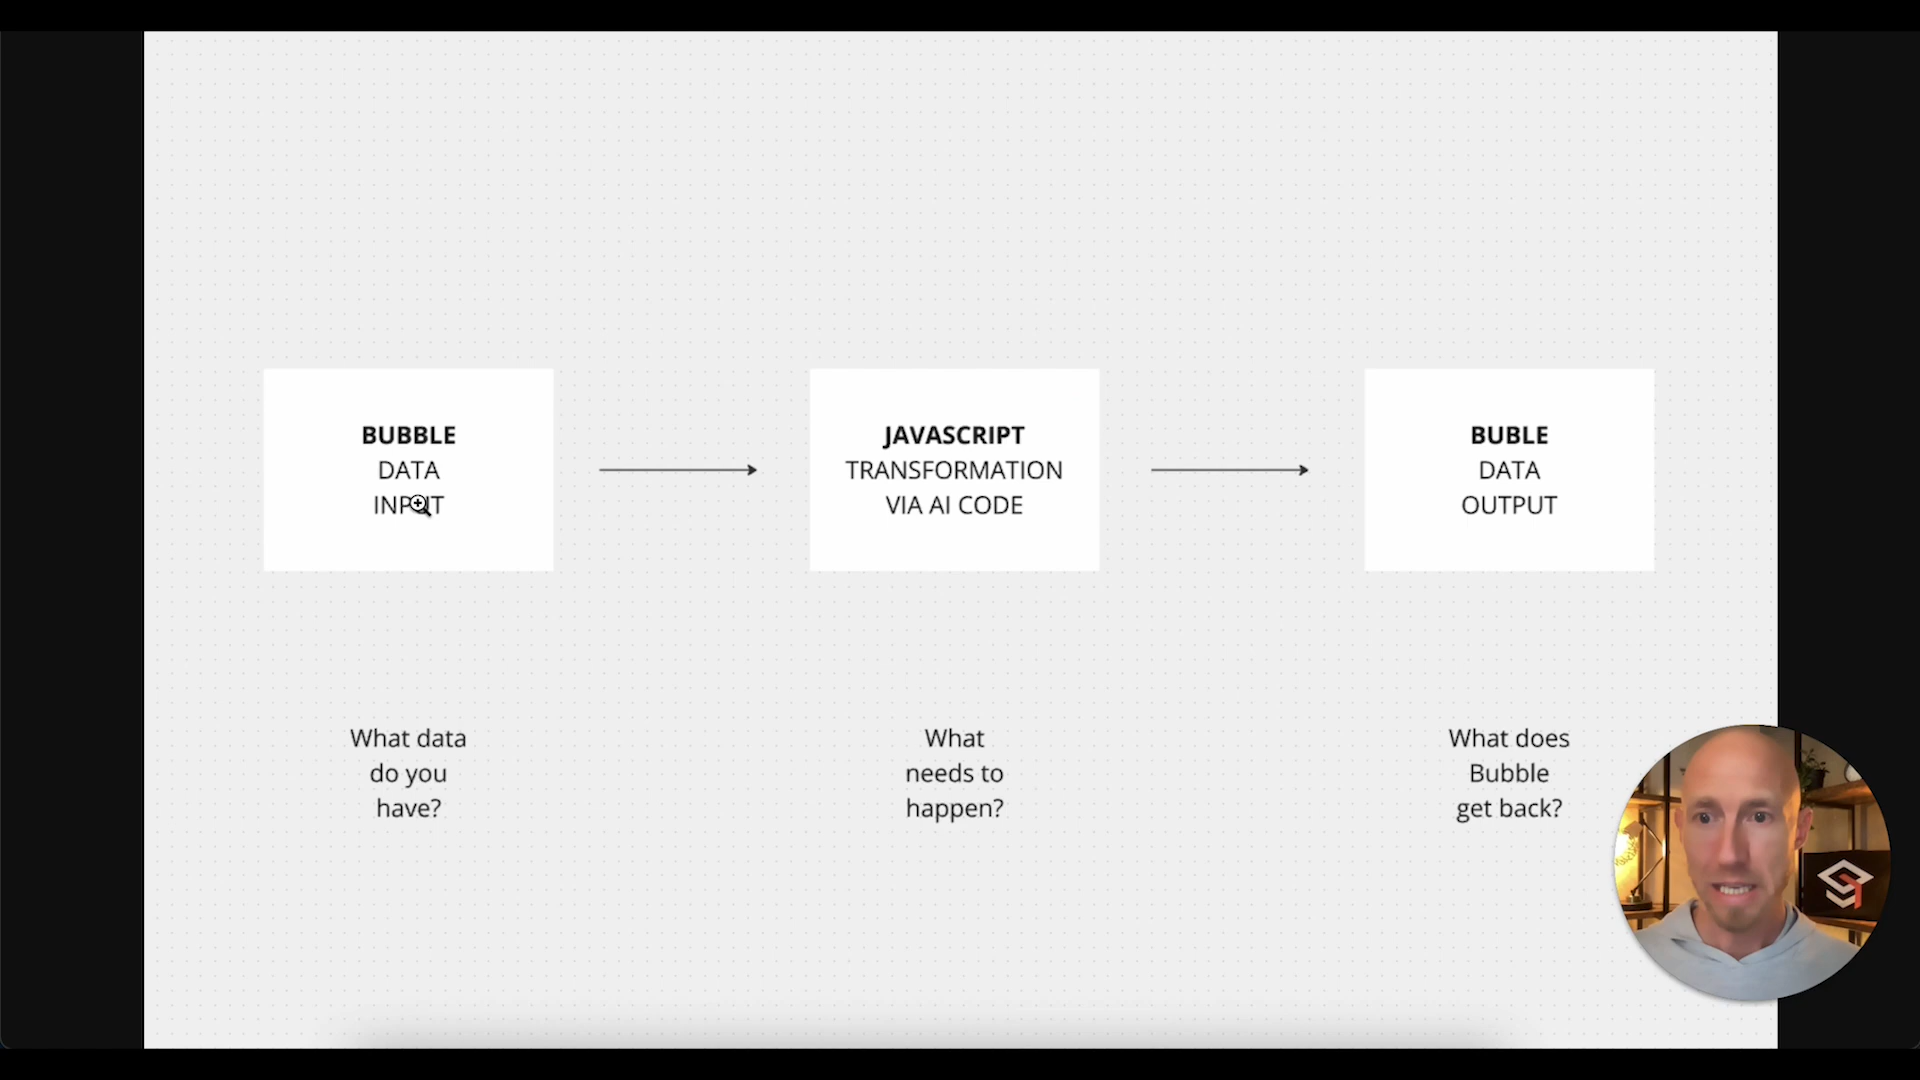 BUBBLE
DATA
INPUT
JAVASCRIPT
TRANSFORMATION
VIA AI CODE
BUBLE
DATA
OUTPUT
What data
do you
have?
What
needs to
happen?
What does
Bubble
get back?